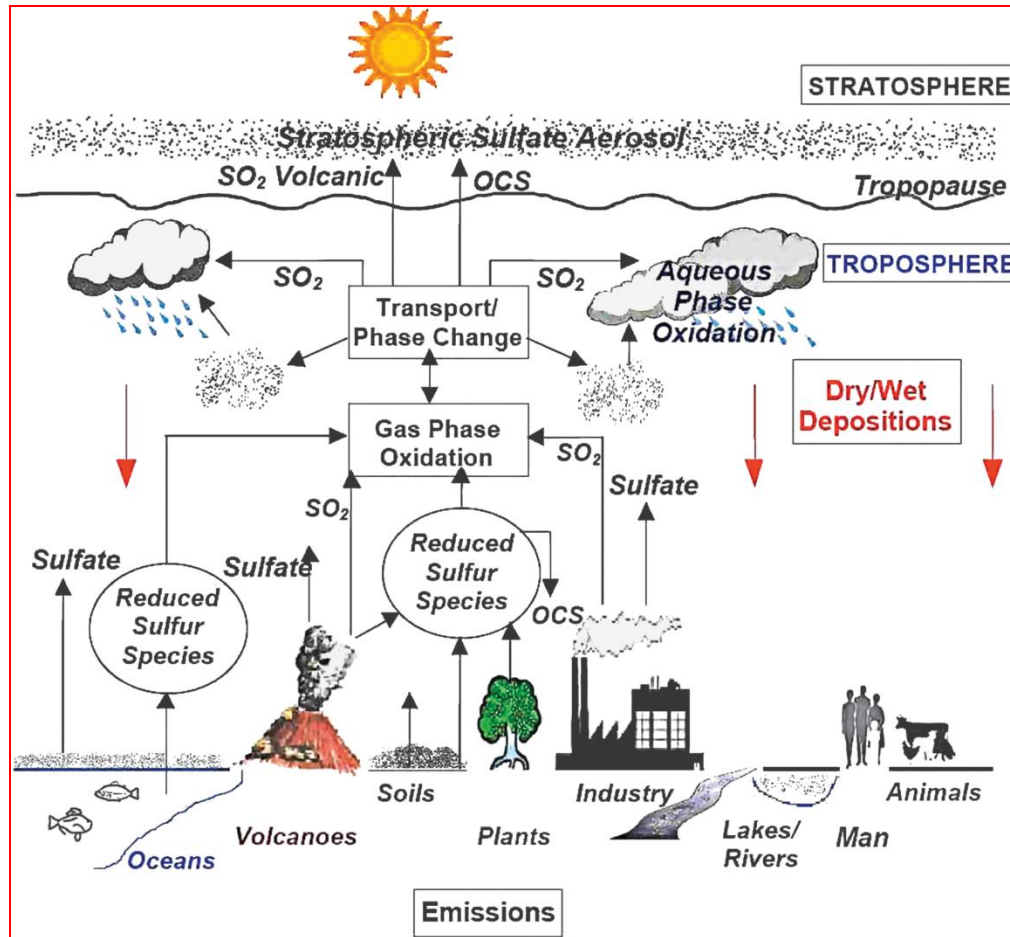 STRATOSPHERE
Stratospheric Sulfate Aerosol
SO₂ Volcanic
OCS
Tropopause
TROPOSPHERE
SO₂
SO₂
Aqueous
Phase
Oxidation
Transport/
Phase Change
Dry/Wet
Depositions
Gas Phase
Oxidation
SO₂
Sulfate
SO₂
Sulfate
Reduced
Sulfur
Species
Sulfate
Reduced
Sulfur
Species
OCS
Soils
Industry
Animals
Volcanoes
Plants
Lakes/
Rivers
Man
Oceans
Emissions